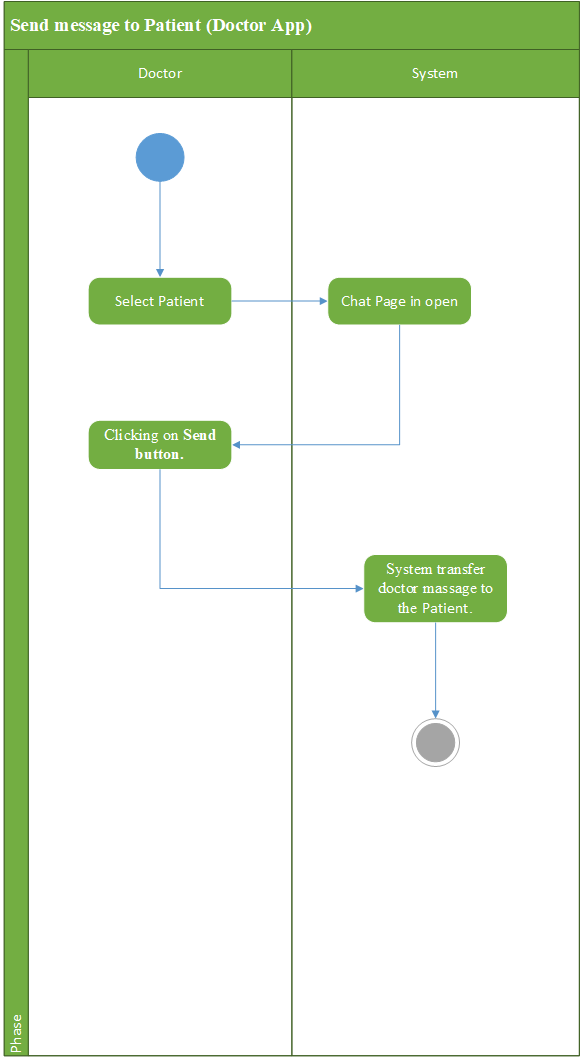 Send message to Patient (Doctor App)
Doctor
System
Select Patient
Chat Page in open
Clicking on Send
button.
System transfer
doctor massage to
the Patient.
Phase